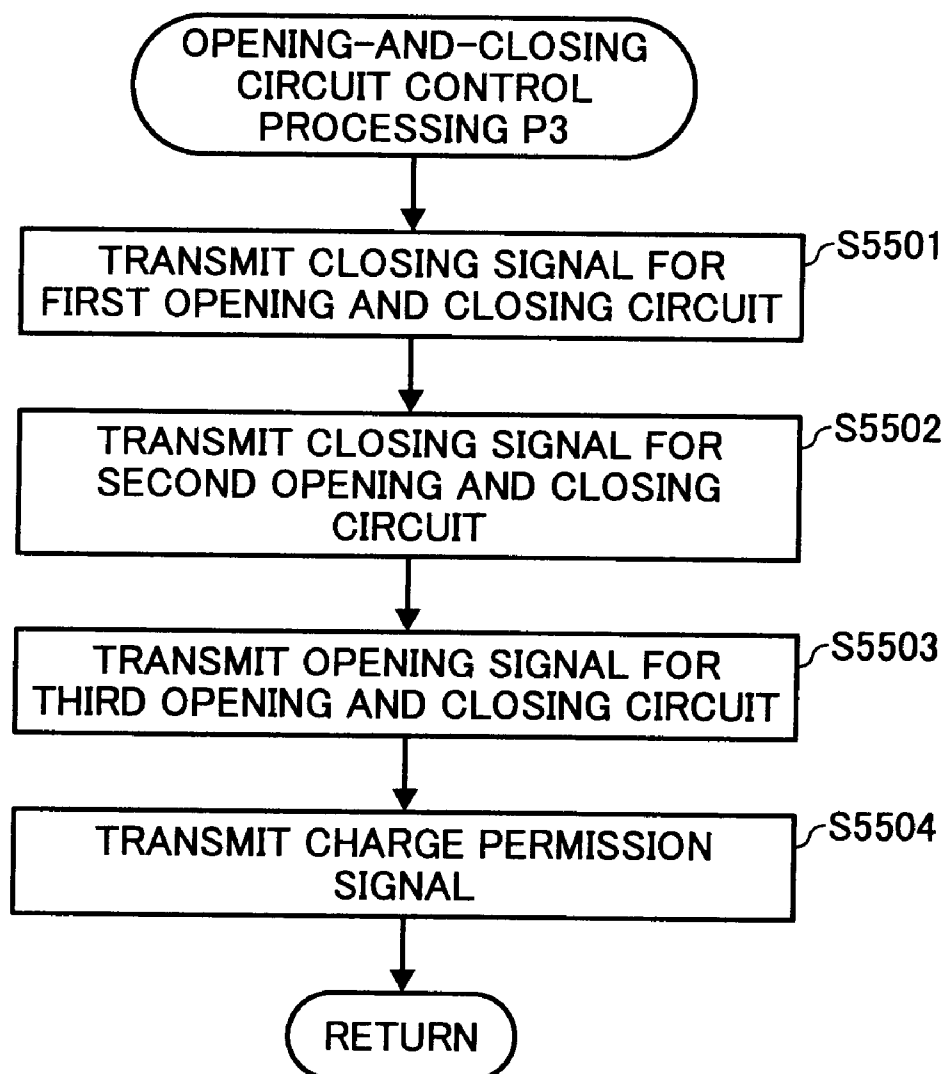 OPENING-AND-CLOSING
CIRCUIT CONTROL
PROCESSING P3
S5501
TRANSMIT CLOSING SIGNAL FOR
FIRST OPENING AND CLOSING CIRCUIT
S5502
TRANSMIT CLOSING SIGNAL FOR
SECOND OPENING AND CLOSING
CIRCUIT
S5503
TRANSMIT OPENING SIGNAL FOR
THIRD OPENING AND CLOSING CIRCUIT
S5504
TRANSMIT CHARGE PERMISSION
SIGNAL
RETURN